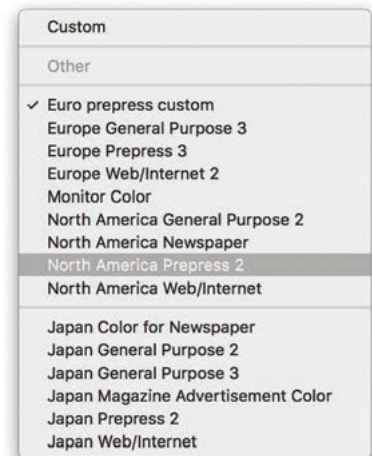 Custom
Other
✓ Euro prepress custom
Europe General Purpose 3
Europe Prepress 3
Europe Web/Internet 2
Monitor Color
North America General Purpose 2
North America Newspaper
North America Prepress 2
North America Web/Internet
Japan Color for Newspaper
Japan General Purpose 2
Japan General Purpose 3
Japan Magazine Advertisement Color
Japan Prepress 2
Japan Web/Internet